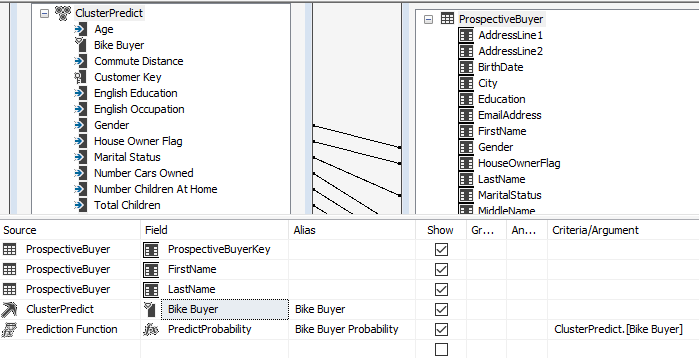 ClusterPredict
Age
Bike Buyer
Commute Distance
Customer Key
English Education
English Occupation
Gender
House Owner Flag
Marital Status
Number Cars Owned
Number Children At Home
Total Children
ProspectiveBuyer
AddressLine1
AddressLine2
BirthDate
City
Education
EmailAddress
FirstName
Gender
HouseOwnerFlag
LastName
MaritalStatus
MiddleName
Source Field Alias Show Gr... An... Criteria/Argument
ProspectiveBuyer ProspectiveBuyerKey
ProspectiveBuyer FirstName
ProspectiveBuyer LastName
ClusterPredict Bike Buyer Bike Buyer
Prediction Function PredictProbability Bike Buyer Probability ClusterPredict.[Bike Buyer]